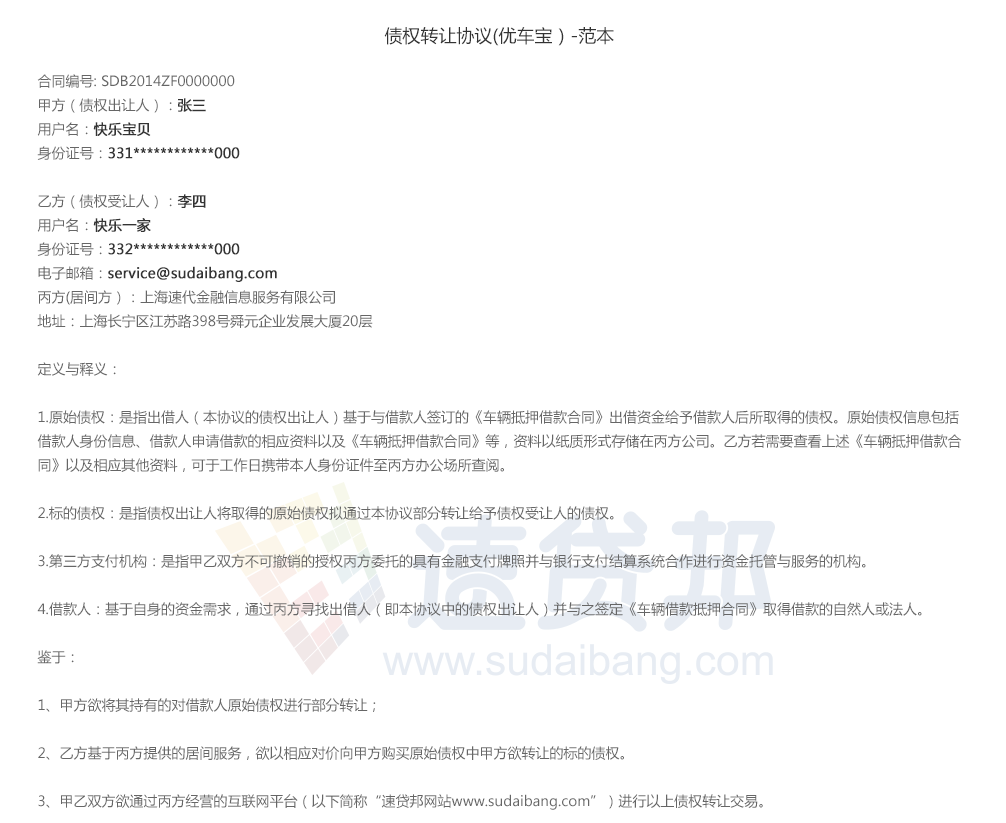 债权转让协议(优车宝）-范本
合同编号: SDB2014ZF0000000
甲方（债权出让人）：张三
用户名：快乐宝贝
身份证号：331************000
乙方（债权受让人）：李四
用户名：快乐一家
身份证号：332************000
电子邮箱：service@sudaibang.com
丙方(居间方 ）：上海速代金融信息服务有限公司
地址：上海长宁区江苏路398号舜元企业发展大厦20层
定义与释义：
1.原始债权：是指出借人（本协议的债权出让人）基于与借款人签订的《车辆抵押借款合同》出借资金给予借款人后所取得的债权。原始债权信息包括
借款人身份信息、借款人申请借款的相应资料以及《车辆抵押借款合同》等，资料以纸质形式存储在丙方公司。乙方若需要查看上述《车辆抵押借款合
同》以及相应其他资料，可于工作日携带本人身份证件至丙方办公场所查阅。
2.标的债权：是指债权出让人将取得的原始债权拟通过本协议部分转让给予债权受让人的债权。
3.第三方支付机构：是指甲乙双方不可撤销的授权丙方委托的具有金融支付牌照并与银行支付结算系统合作进行资金托管与服务的机构。
4.借款人：基于自身的资金需求，通过丙方寻找出借人（即本协议中的债权出让人）并与之签定《车辆借款抵押合同》取得借款的自然人或法人。
速贷邦
www.sudaibang.com
鉴于：
1、甲方欲将其持有的对借款人原始债权进行部分转让；
2、乙方基于丙方提供的居间服务，欲以相应对价向甲方购买原始债权中甲方欲转让的标的债权。
3、甲乙双方欲通过丙方经营的互联网平台（以下简称“速贷邦网站www.sudaibang.com”）进行以上债权转让交易。